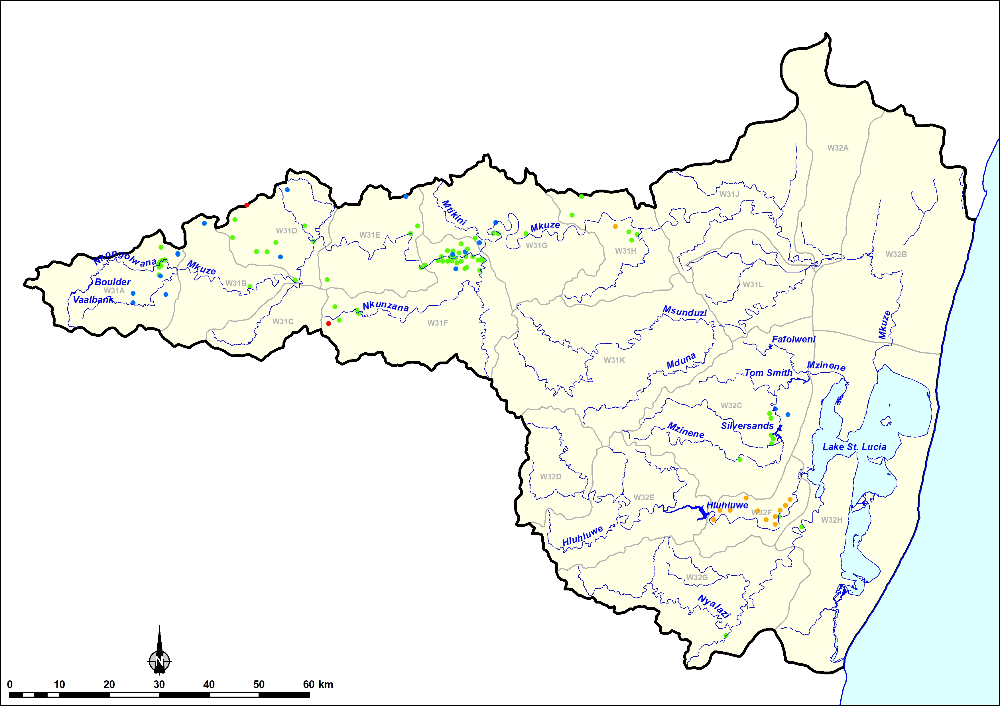 W32A
W31J
Mtikini
Mkuze
W31D
W31E
W31G
W31H
W32B
Nkongolwana
Mkuze
Boulder
W31A
W31B
W31L
Vaalbank
Nkunzana
Msunduzi
W31C
W31F
Mkuze
Fafolweni
W31K
Mduna
Mzinene
Tom Smith
W32C
Silversands
Mzinene
Lake St. Lucia
W32D
W32E
Hluhluwe
W32F
W32H
Hluhluwe
W32G
Nyalazi
N
0 10 20 30 40 50 60 km